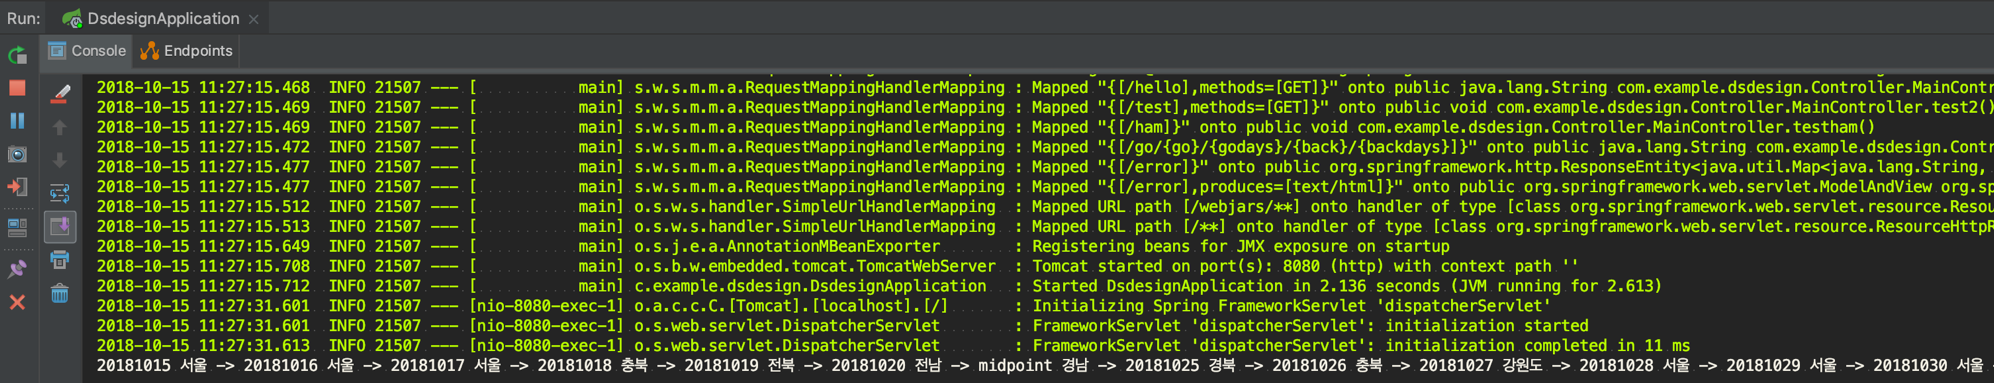 Run: DsdesignApplication ×
Console Endpoints
2018-10-15 11:27:15.468 INFO 21507 --- [ main] s.w.s.m.m.a.RequestMappingHandlerMapping : Mapped "{[/hello],methods=[GET]}" onto public java.lang.String com.example.dsdesign.Controller.MainContr
2018-10-15 11:27:15.469 INFO 21507 --- [ main] s.w.s.m.m.a.RequestMappingHandlerMapping : Mapped "{[/test],methods=[GET]}" onto public void com.example.dsdesign.Controller.MainController.test2()
2018-10-15 11:27:15.469 INFO 21507 --- [ main] s.w.s.m.m.a.RequestMappingHandlerMapping : Mapped "{[/ham]}" onto public void com.example.dsdesign.Controller.MainController.testham()
2018-10-15 11:27:15.472 INFO 21507 --- [ main] s.w.s.m.m.a.RequestMappingHandlerMapping : Mapped "{[/go/{go}/{godays}/{back}/{backdays}]}" onto public java.lang.String com.example.dsdesign.Contr
2018-10-15 11:27:15.477 INFO 21507 --- [ main] s.w.s.m.m.a.RequestMappingHandlerMapping : Mapped "{[/error]}" onto public org.springframework.http.ResponseEntity<java.util.Map<java.lang.String,
2018-10-15 11:27:15.477 INFO 21507 --- [ main] s.w.s.m.m.a.RequestMappingHandlerMapping : Mapped "{[/error],produces=[text/html]}" onto public org.springframework.web.servlet.ModelAndView org.sp
2018-10-15 11:27:15.512 INFO 21507 --- [ main] o.s.w.s.handler.SimpleUrlHandlerMapping : Mapped URL path [/webjars/**] onto handler of type [class org.springframework.web.servlet.resource.Resou
2018-10-15 11:27:15.513 INFO 21507 --- [ main] o.s.w.s.handler.SimpleUrlHandlerMapping : Mapped URL path [/**] onto handler of type [class org.springframework.web.servlet.resource.ResourceHttpR
2018-10-15 11:27:15.649 INFO 21507 --- [ main] o.s.j.e.a.AnnotationMBeanExporter : Registering beans for JMX exposure on startup
2018-10-15 11:27:15.708 INFO 21507 --- [ main] o.s.b.w.embedded.tomcat.TomcatWebServer : Tomcat started on port(s): 8080 (http) with context path ''
2018-10-15 11:27:15.712 INFO 21507 --- [ main] c.example.dsdesign.DsdesignApplication : Started DsdesignApplication in 2.136 seconds (JVM running for 2.613)
2018-10-15 11:27:31.601 INFO 21507 --- [nio-8080-exec-1] o.a.c.c.C.[Tomcat].[localhost].[/] : Initializing Spring FrameworkServlet 'dispatcherServlet'
2018-10-15 11:27:31.601 INFO 21507 --- [nio-8080-exec-1] o.s.web.servlet.DispatcherServlet : FrameworkServlet 'dispatcherServlet': initialization started
2018-10-15 11:27:31.613 INFO 21507 --- [nio-8080-exec-1] o.s.web.servlet.DispatcherServlet : FrameworkServlet 'dispatcherServlet': initialization completed in 11 ms
20181015 서울 -> 20181016 서울 -> 20181017 서울 -> 20181018 충북 -> 20181019 전북 -> 20181020 전남 -> midpoint 경남 -> 20181025 경북 -> 20181026 충북 -> 20181027 강원도 -> 20181028 서울 -> 20181029 서울 -> 20181030 서울